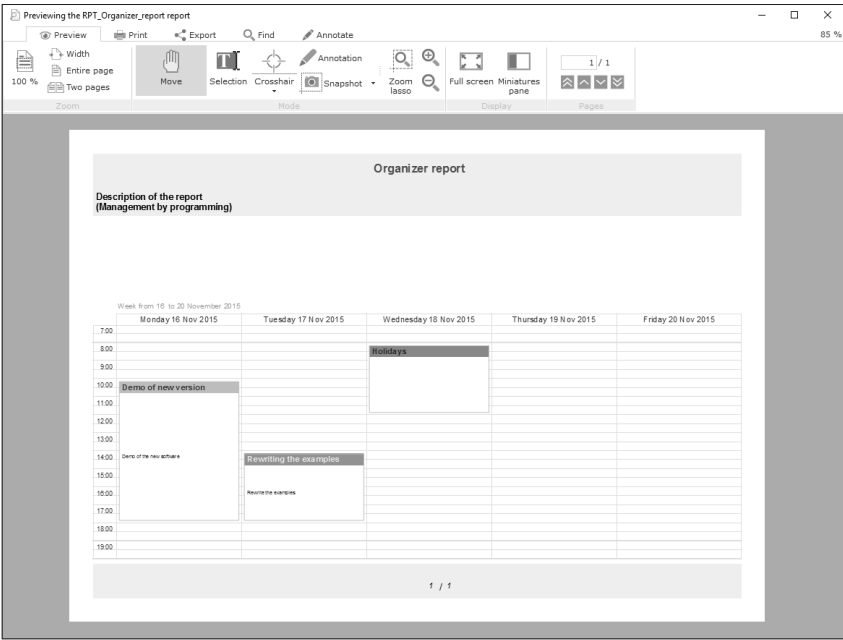 Previewing the RPT_Organizer_report report
Preview Print Export Find Annotate 85 %
100 %
Width
Entire page
Two pages
Zoom
Move
Selection
Crosshair
Annotation
Snapshot
Mode
Zoom lasso
Full screen
Miniatures pane
Display
1 / 1
Pages
Organizer report
Description of the report
(Management by programming)
Week from 16 to 20 November 2015
Monday 16 Nov 2015 Tuesday 17 Nov 2015 Wednesday 18 Nov 2015 Thursday 19 Nov 2015 Friday 20 Nov 2015
7:00
8:00
Holidays
9:00
10:00
Demo of new version
11:00
12:00
13:00
14:00
Demo of the new software
Rewriting the examples
15:00
16:00
Rewrite the examples
17:00
18:00
19:00
1 / 1